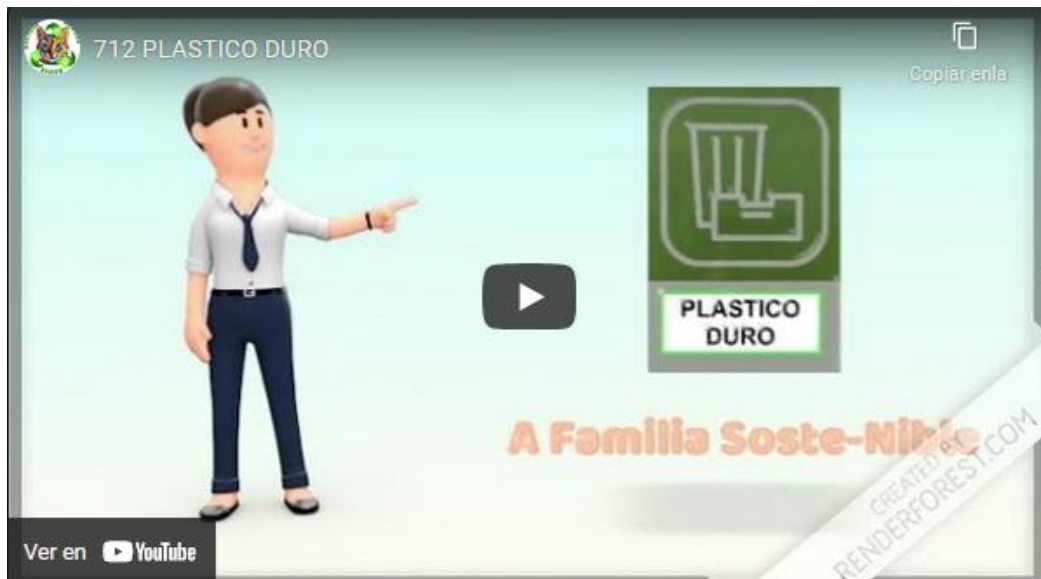 712 PLASTICO DURO
Copiar enla...
PLASTICO
DURO
A Familia Soste-Nible
CREATED BY
RENDERFOREST.COM
Ver en YouTube